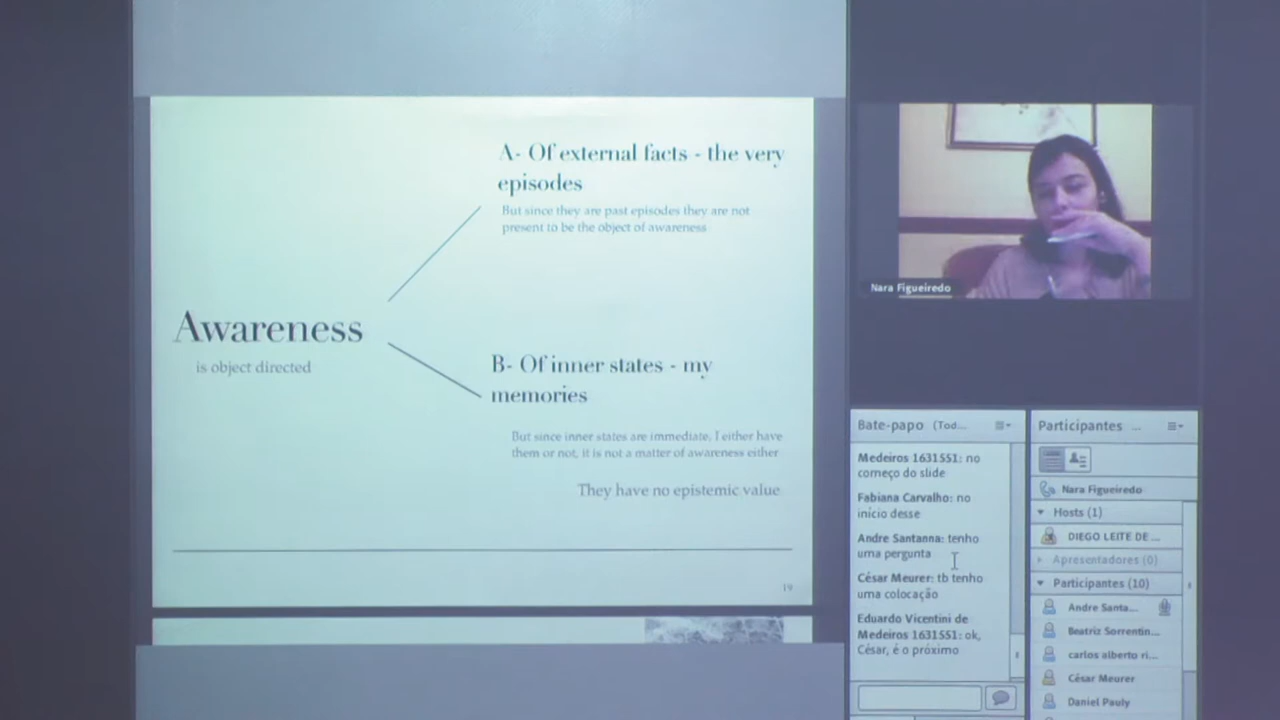 A- Of external facts - the very
episodes
But since they are past episodes they are not
present to be the object of awareness
Awareness
is object directed
B- Of inner states - my
memories
But since inner states are immediate, I either have
them or not, it is not a matter of awareness either
They have no epistemic value
19
Nara Figueiredo
Bate-papo (Tod...
Medeiros 1631551: no
começo do slide
Fabiana Carvalho: no
início desse
Andre Santanna: tenho
uma pergunta
César Meurer: tb tenho
uma colocação
Eduardo Vicentini de
Medeiros 1631551: ok,
César, é o próximo
Participantes ...
Nara Figueiredo
Hosts (1)
DIEGO LEITE DE ...
Apresentadores (0)
Participantes (10)
Andre Santa...
Beatriz Sorrentin...
carlos alberto ri...
César Meurer
Daniel Pauly